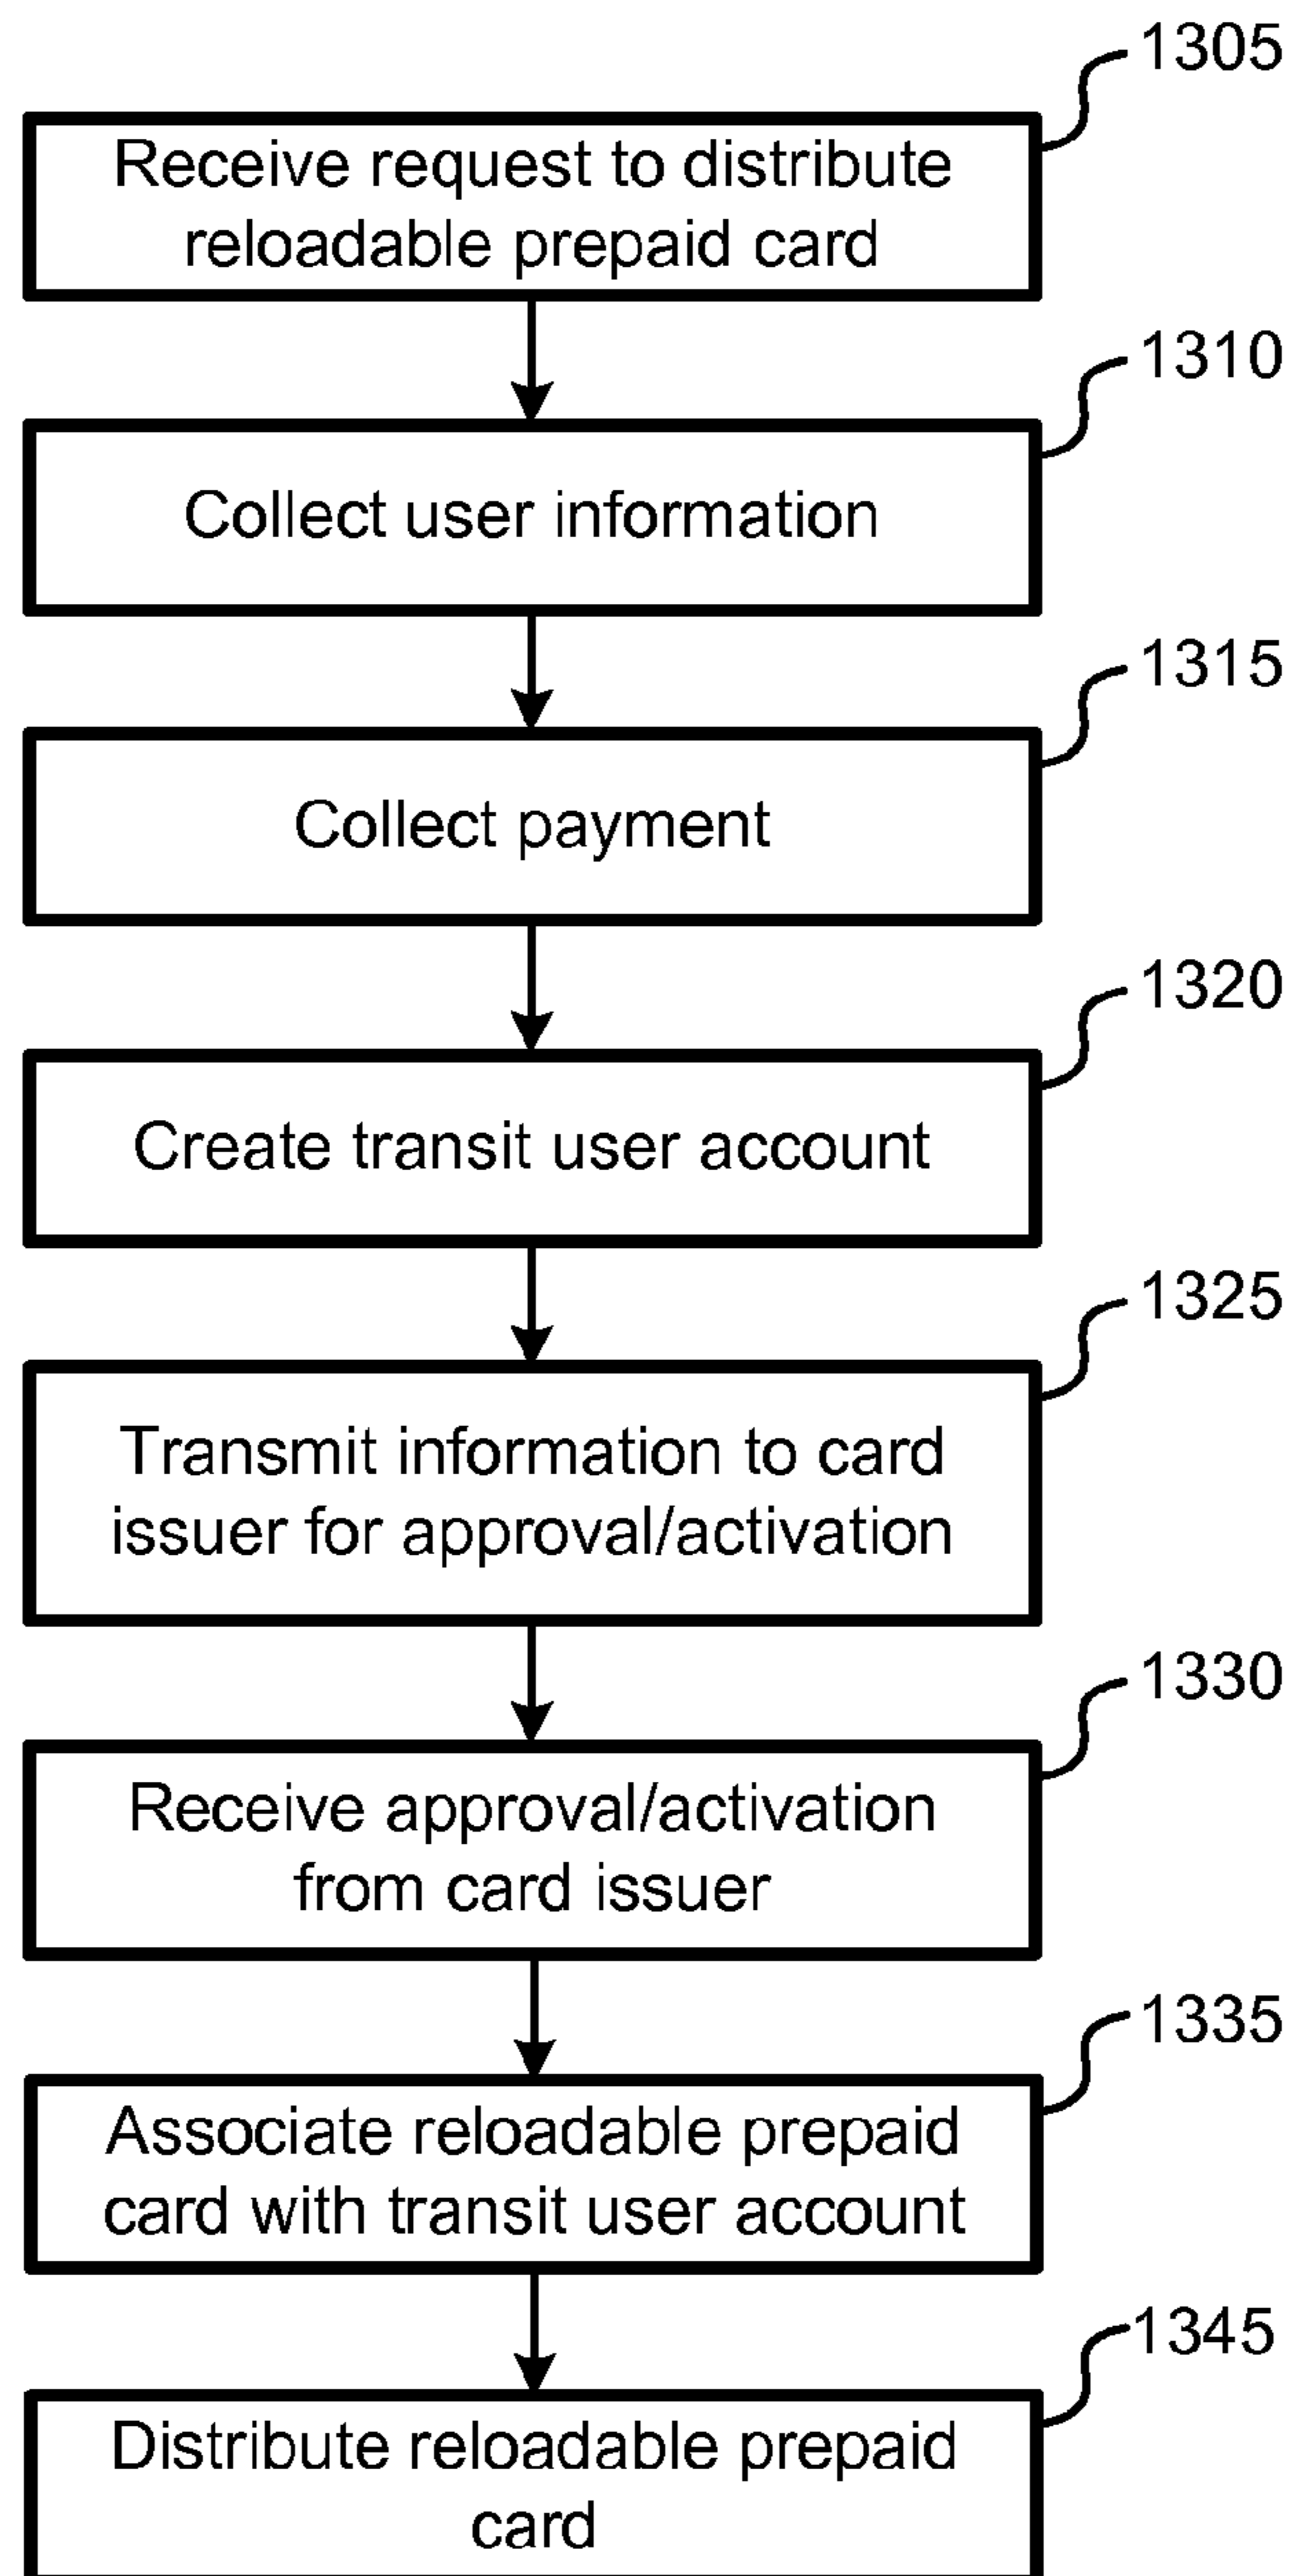 1305
Receive request to distribute
reloadable prepaid card
1310
Collect user information
1315
Collect payment
1320
Create transit user account
1325
Transmit information to card
issuer for approval/activation
1330
Receive approval/activation
from card issuer
1335
Associate reloadable prepaid
card with transit user account
1345
Distribute reloadable prepaid
card